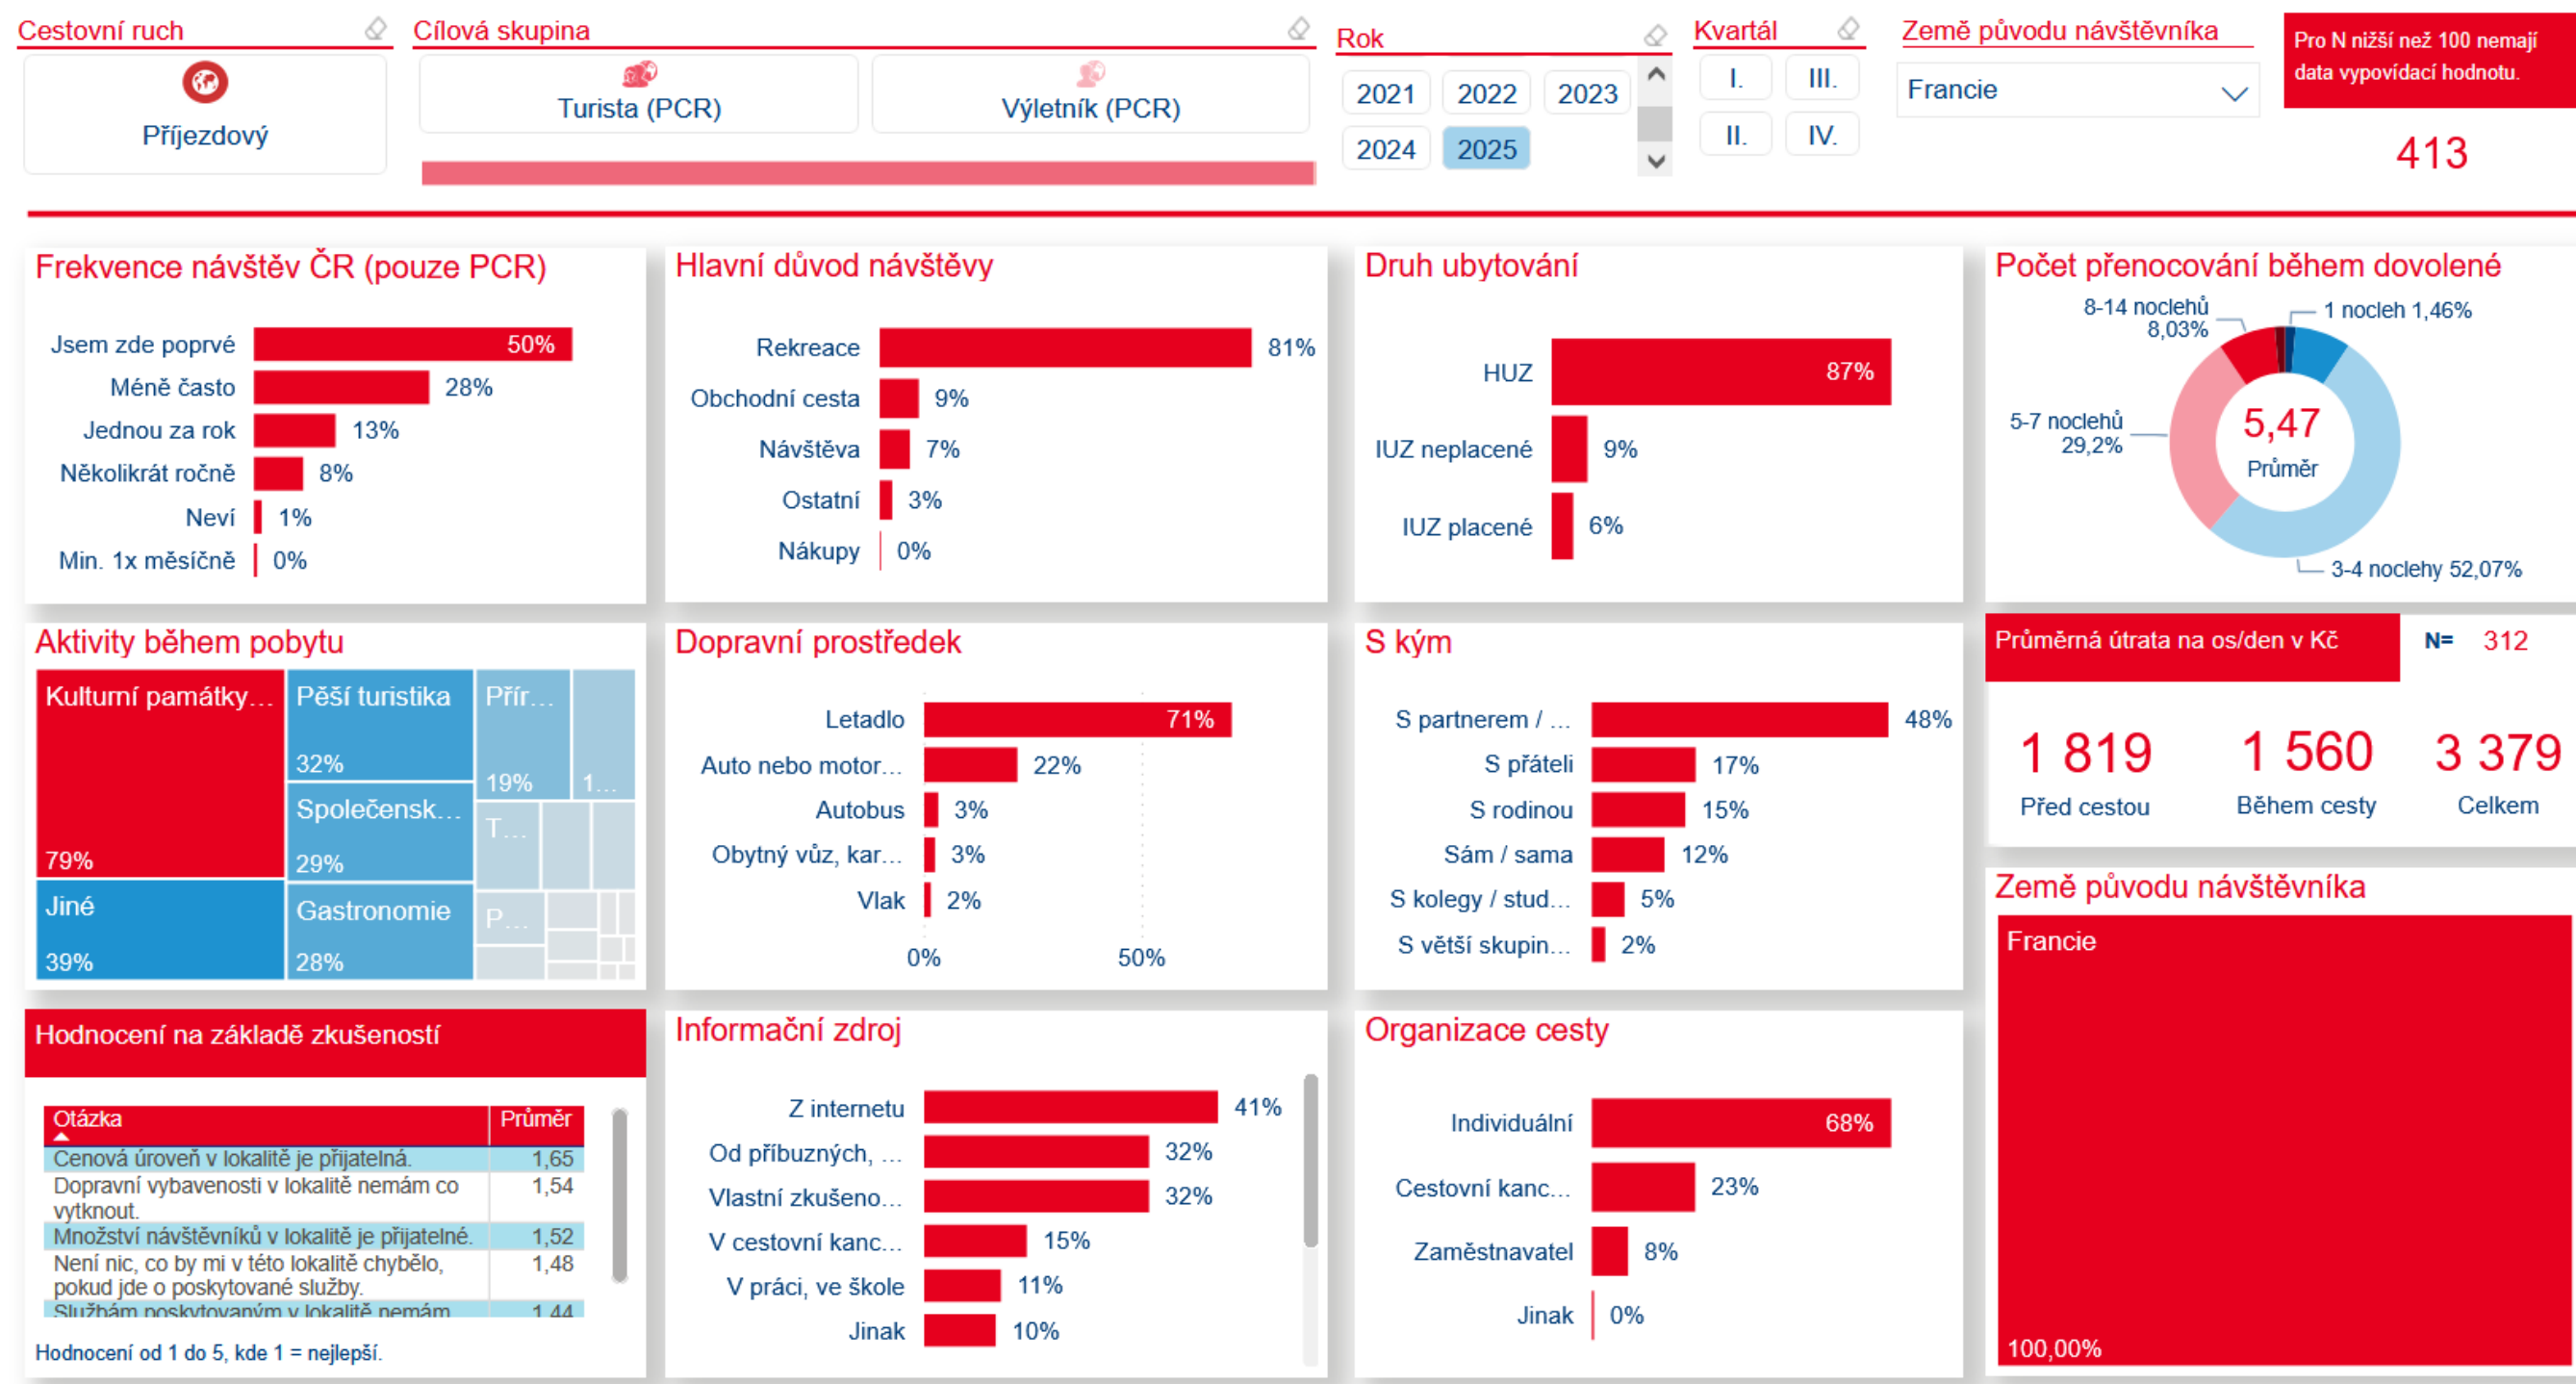 Cestovní ruch
Příjezdový
Cílová skupina
Turista (PCR)
Výletník (PCR)
Rok
2021 2022 2023
2024 2025
Kvartál
I. III.
II. IV.
Země původu návštěvníka
Francie
Pro N nižší než 100 nemají
data vypovídací hodnotu.
413
Frekvence návštěv ČR (pouze PCR)
Jsem zde poprvé 50%
Méně často 28%
Jednou za rok 13%
Několikrát ročně 8%
Neví 1%
Min. 1x měsíčně 0%
Hlavní důvod návštěvy
Rekreace 81%
Obchodní cesta 9%
Návštěva 7%
Ostatní 3%
Nákupy 0%
Druh ubytování
HUZ 87%
IUZ neplacené 9%
IUZ placené 6%
Počet přenocování během dovolené
8-14 noclehů
8,03%
1 nocleh 1,46%
5-7 noclehů
29,2%
5,47
Průměr
3-4 noclehy 52,07%
Aktivity během pobytu
Kulturní památky…
79%
Jiné
39%
Pěší turistika
32%
Společensk…
29%
Gastronomie
28%
Přír…
19%
1…
T…
P…
Dopravní prostředek
Letadlo 71%
Auto nebo motor… 22%
Autobus 3%
Obytný vůz, kar… 3%
Vlak 2%
0% 50%
S kým
S partnerem / … 48%
S přáteli 17%
S rodinou 15%
Sám / sama 12%
S kolegy / stud… 5%
S větší skupin… 2%
Průměrná útrata na os/den v Kč
N= 312
1 819 1 560 3 379
Před cestou Během cesty Celkem
Země původu návštěvníka
Francie
100,00%
Hodnocení na základě zkušeností
Otázka Průměr
Cenová úroveň v lokalitě je přijatelná. 1,65
Dopravní vybavenosti v lokalitě nemám co 1,54
vytknout.
Množství návštěvníků v lokalitě je přijatelné. 1,52
Není nic, co by mi v této lokalitě chybělo, 1,48
pokud jde o poskytované služby.
Službám poskytovaným v lokalitě nemám 1,44
Hodnocení od 1 do 5, kde 1 = nejlepší.
Informační zdroj
Z internetu 41%
Od příbuzných, … 32%
Vlastní zkušeno… 32%
V cestovní kanc… 15%
V práci, ve škole 11%
Jinak 10%
Organizace cesty
Individuální 68%
Cestovní kanc… 23%
Zaměstnavatel 8%
Jinak 0%